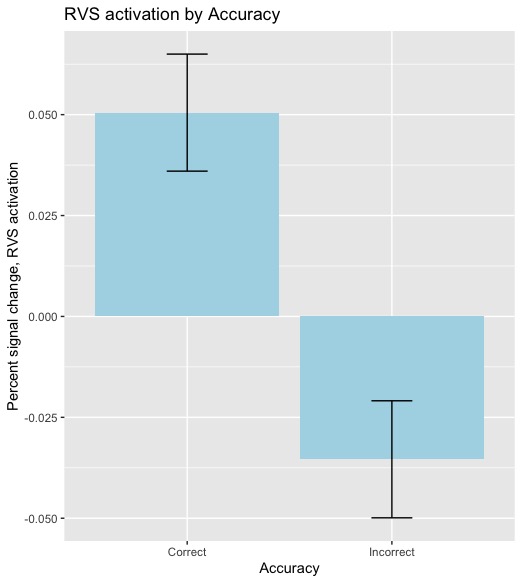 RVS activation by Accuracy
Percent signal change, RVS activation
0.050
0.025
0.000
-0.025
-0.050
Correct
Incorrect
Accuracy